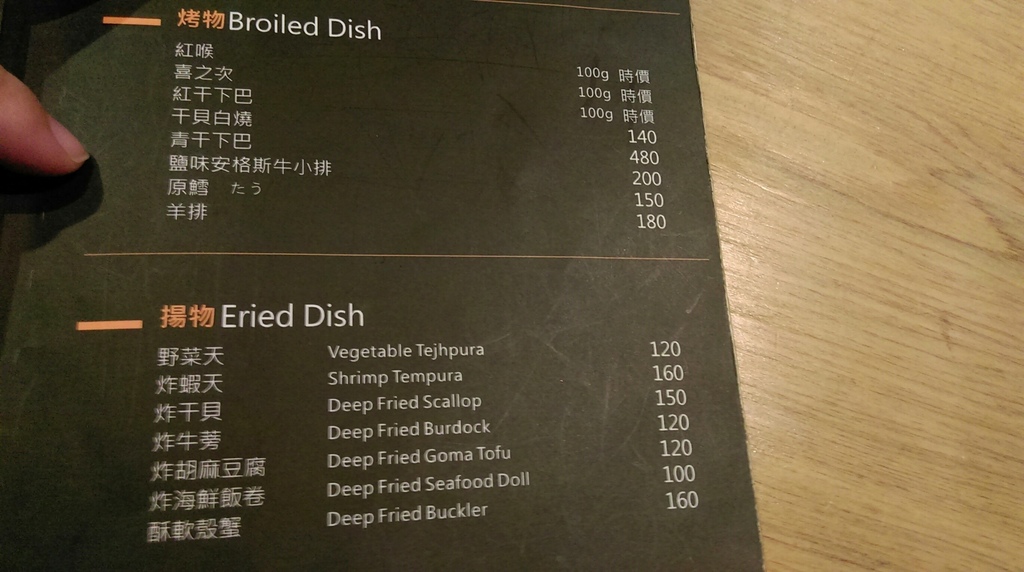 烤物 Broiled Dish
紅喉 100g 時價
喜之次 100g 時價
紅干下巴 100g 時價
干貝白燒 140
青干下巴 480
鹽味安格斯牛小排 200
原鱈 たう 150
羊排 180
揚物 Eried Dish
野菜天 Vegetable Tejhpura 120
炸蝦天 Shrimp Tempura 160
炸干貝 Deep Fried Scallop 150
炸牛蒡 Deep Fried Burdock 120
炸胡麻豆腐 Deep Fried Goma Tofu 120
炸海鮮飯卷 Deep Fried Seafood Doll 100
酥軟殼蟹 Deep Fried Buckler 160